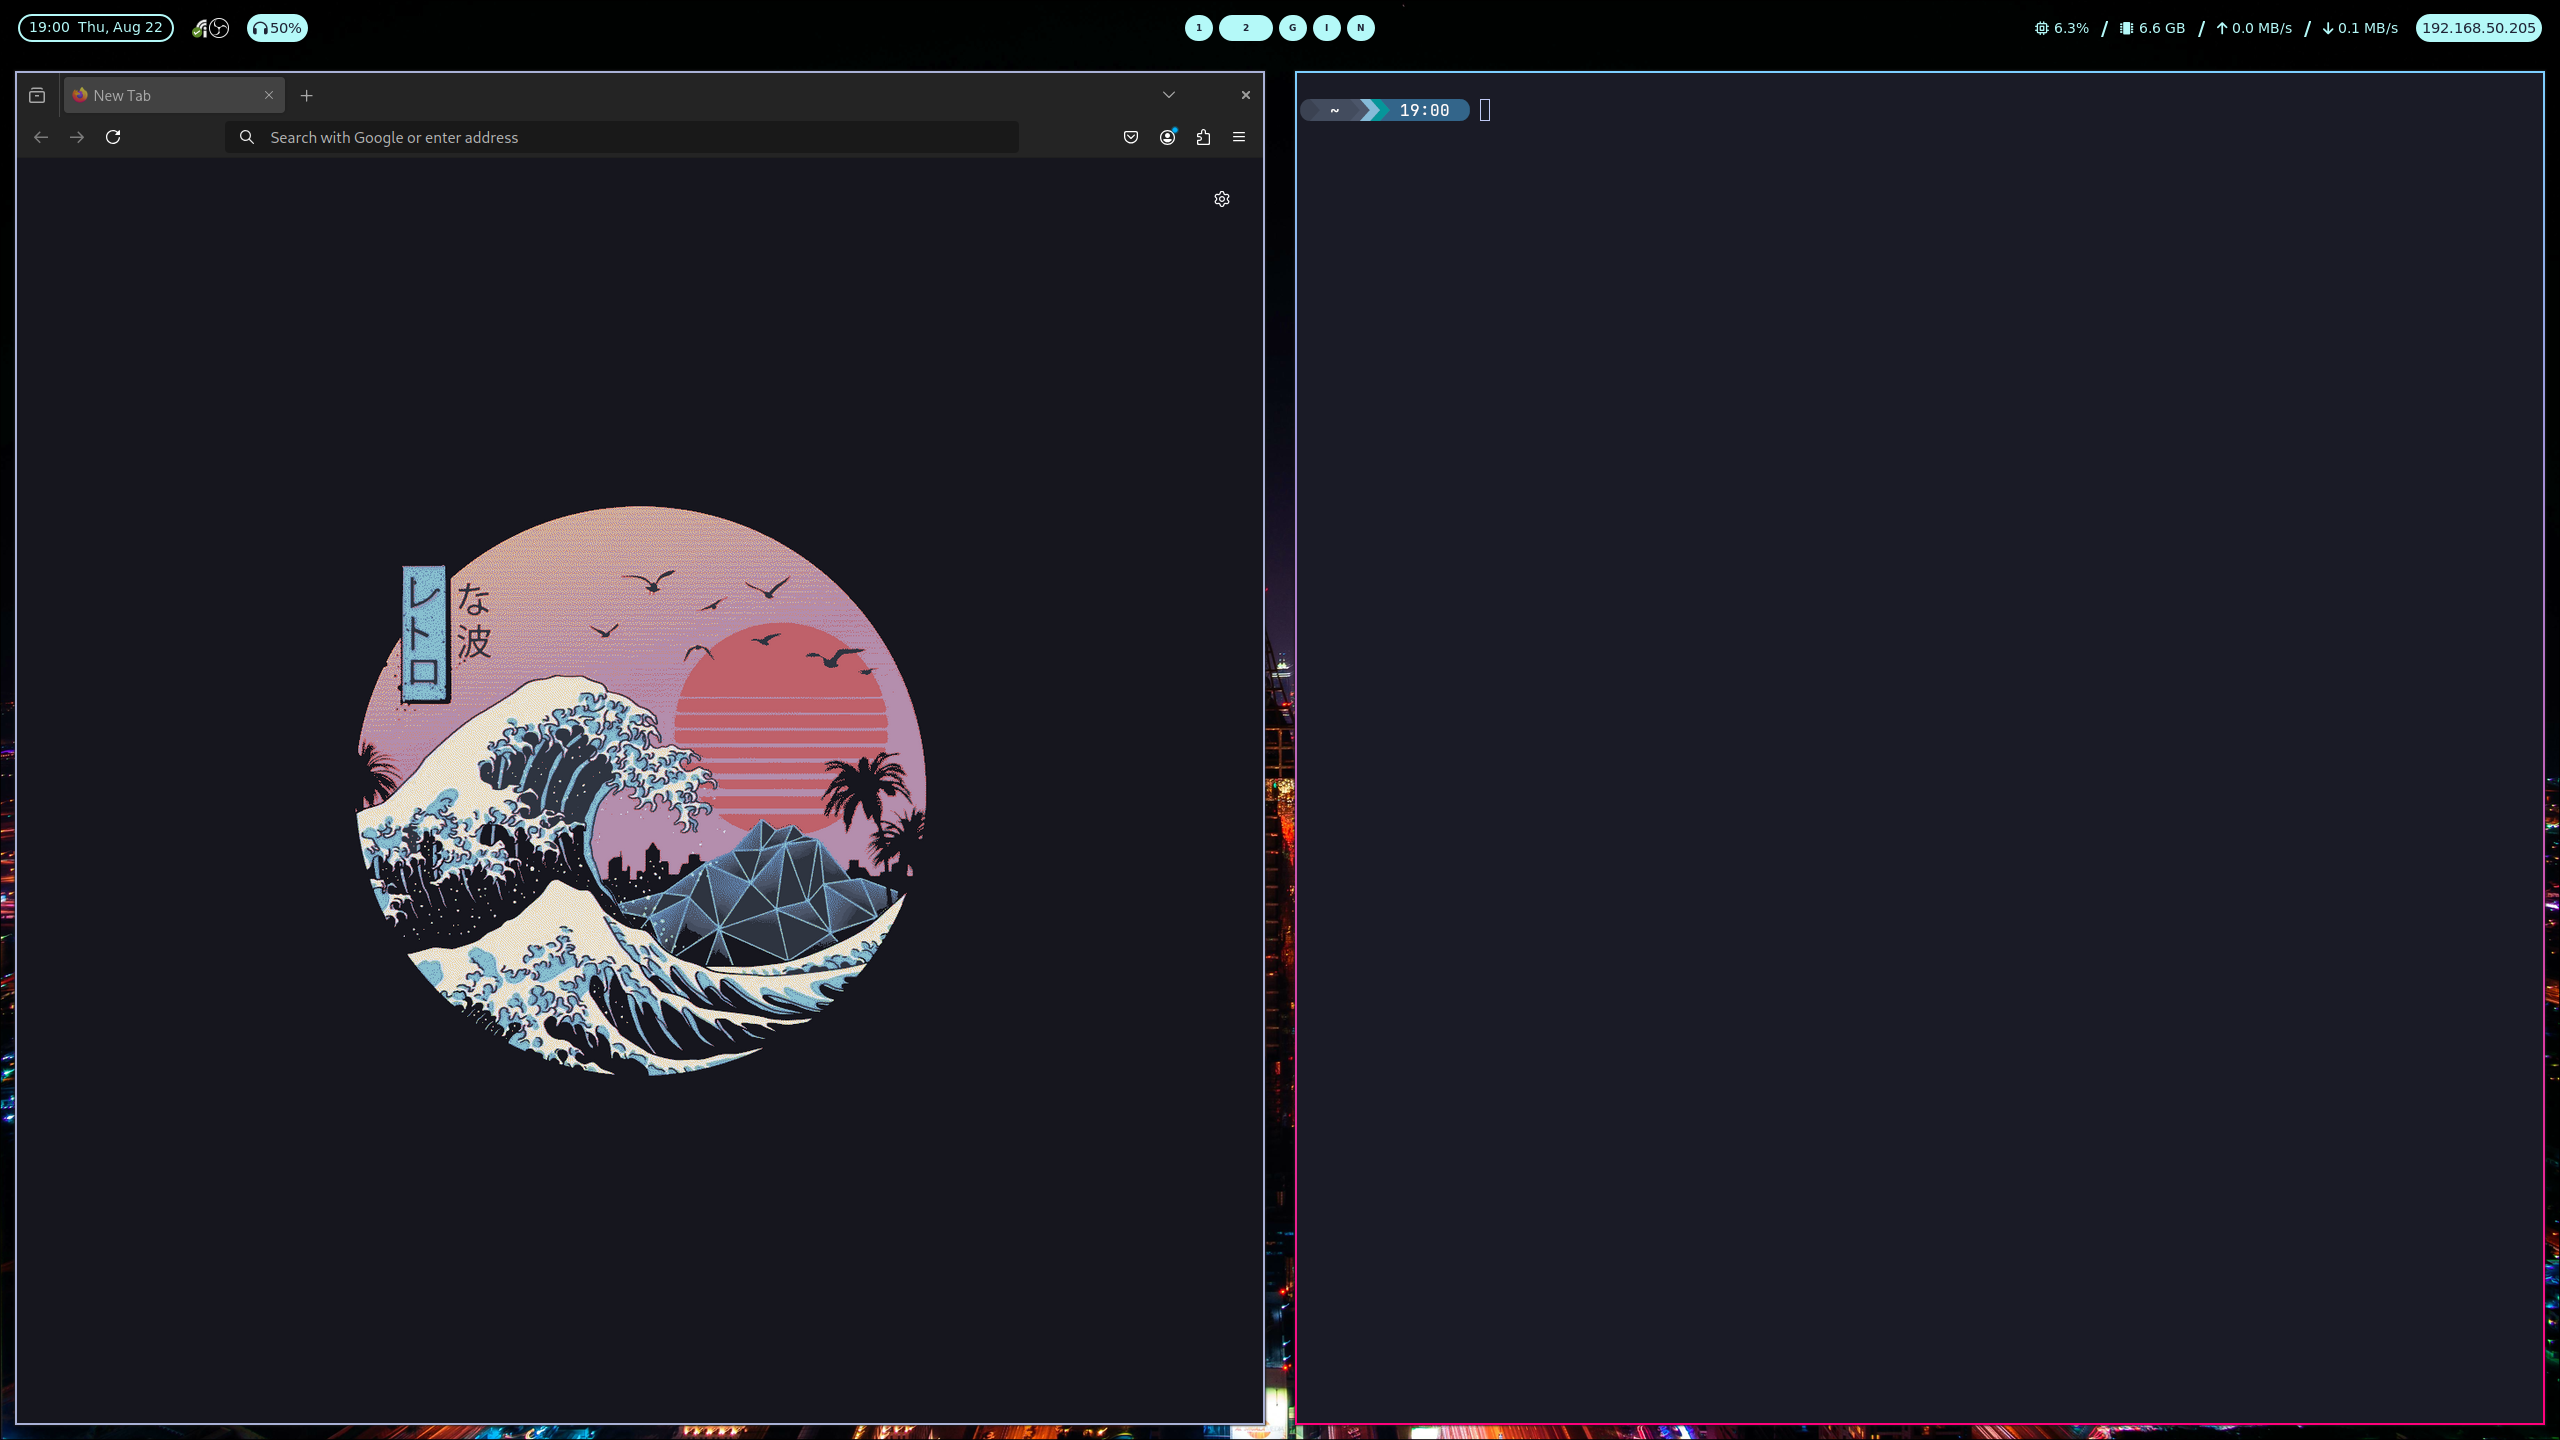 19:00 Thu, Aug 22
50%
1 2 G I N
6.3% / 6.6 GB / 0.0 MB/s / 0.1 MB/s
192.168.50.205
New Tab
Search with Google or enter address
レトロ
な波
~ 19:00